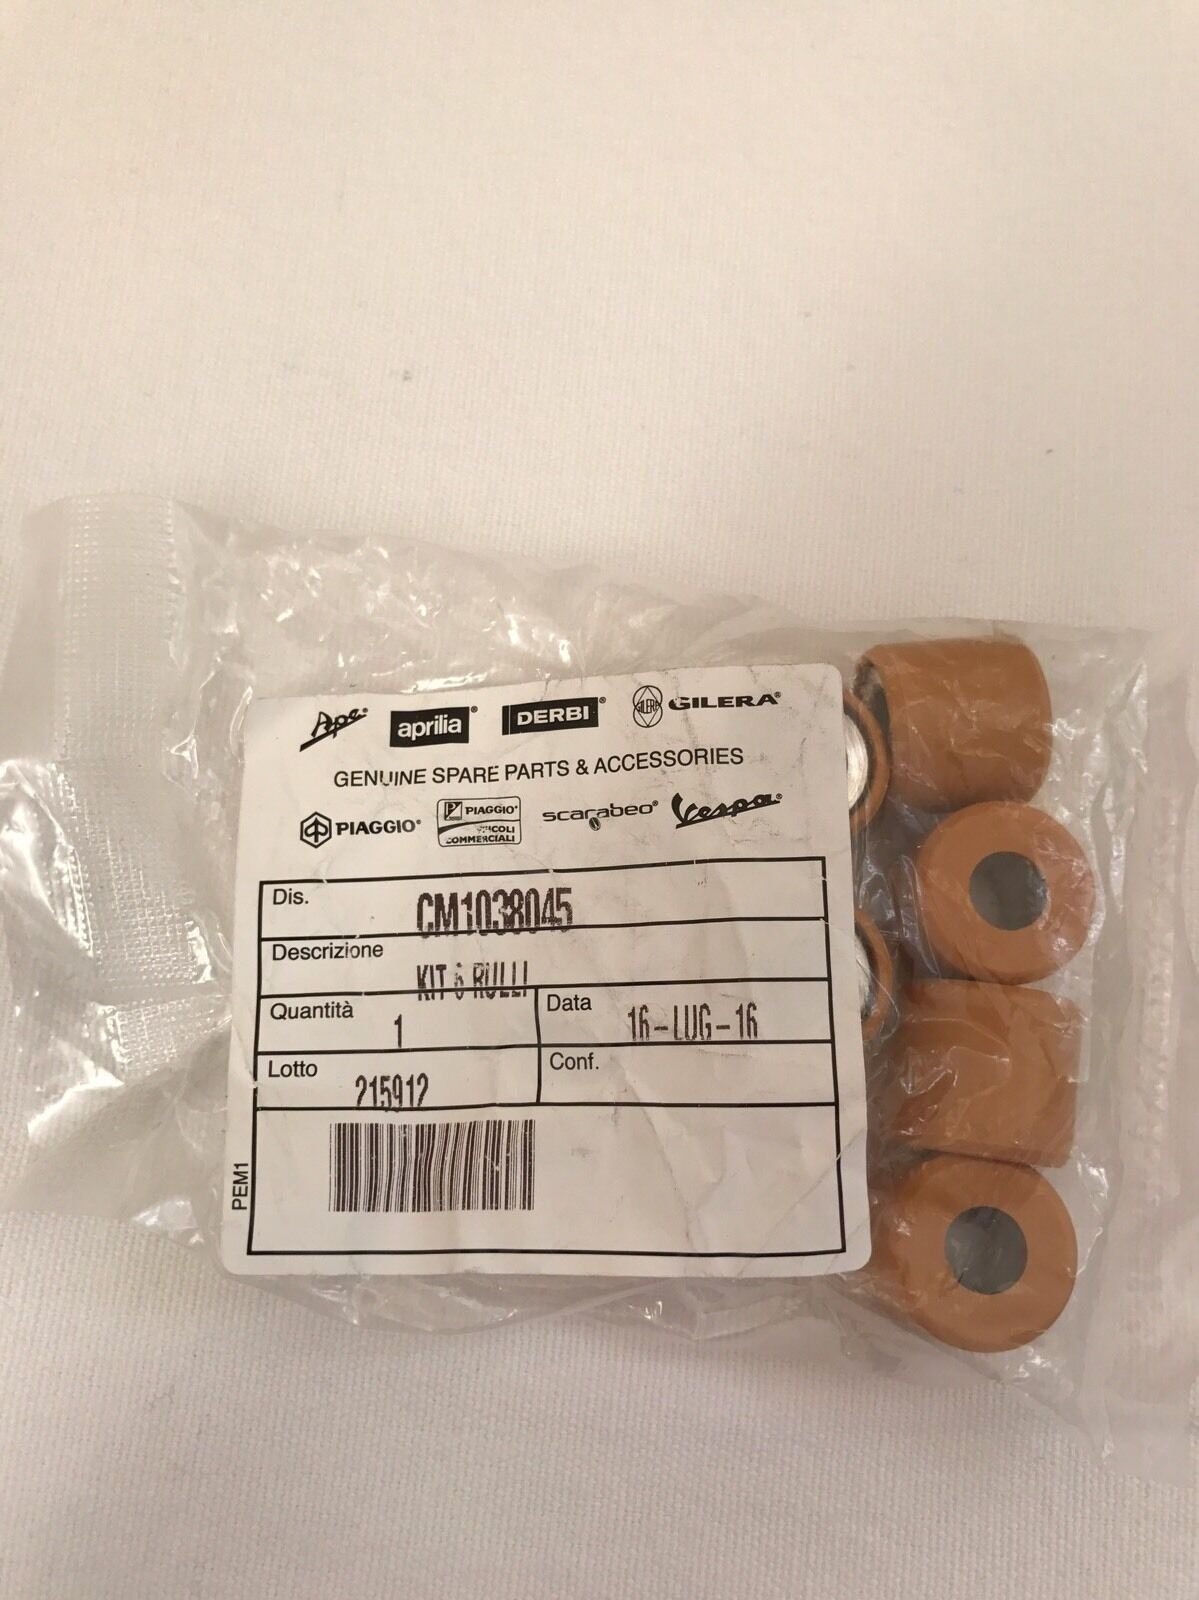 Ape® aprilia® DERBI® GILERA GILERA®
GENUINE SPARE PARTS & ACCESSORIES
PIAGGIO® PIAGGIO® scarabeo® Vespa®
COMMERCIALI
Dis. CM1038045
Descrizione
KIT 6 RULLI
Quantità 1 Data 16-LUG-16
Lotto 215912 Conf.
PEM1